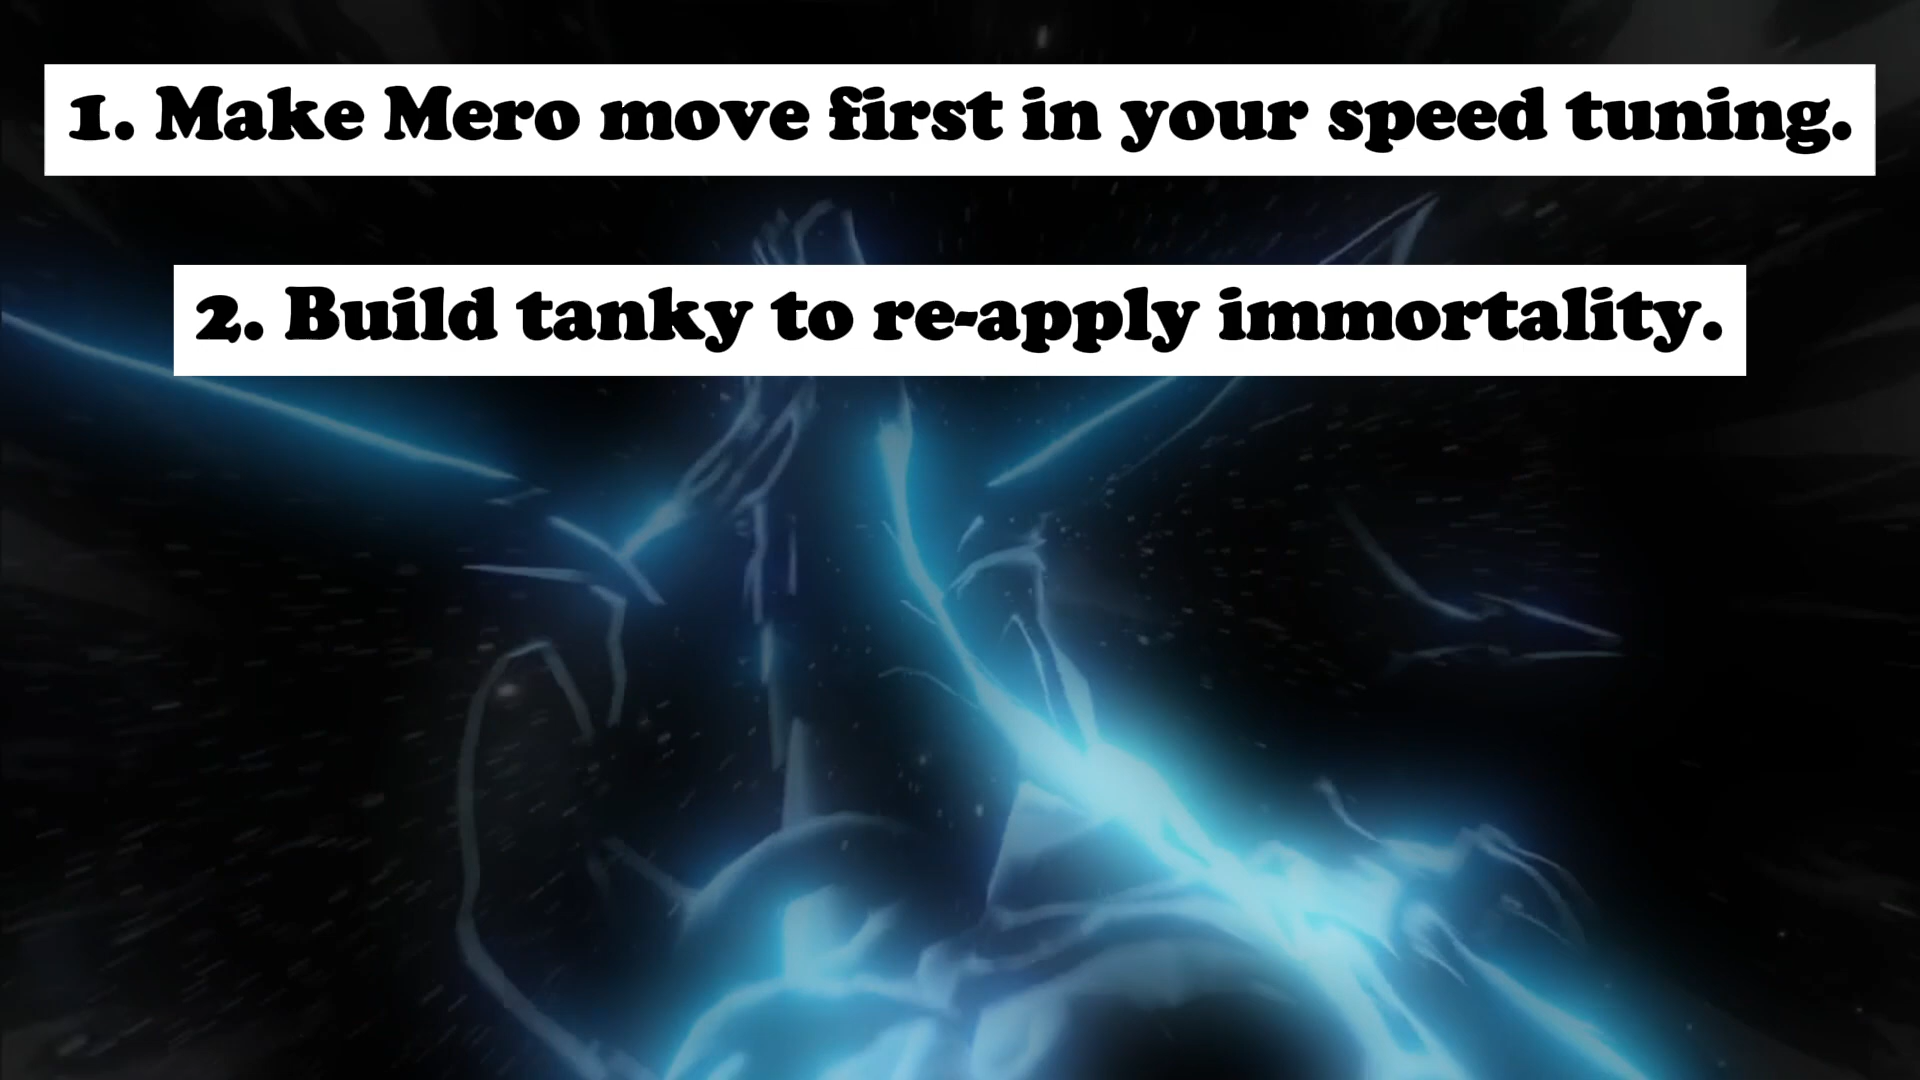 1. Make Mero move first in your speed tuning.
2. Build tanky to re-apply immortality.